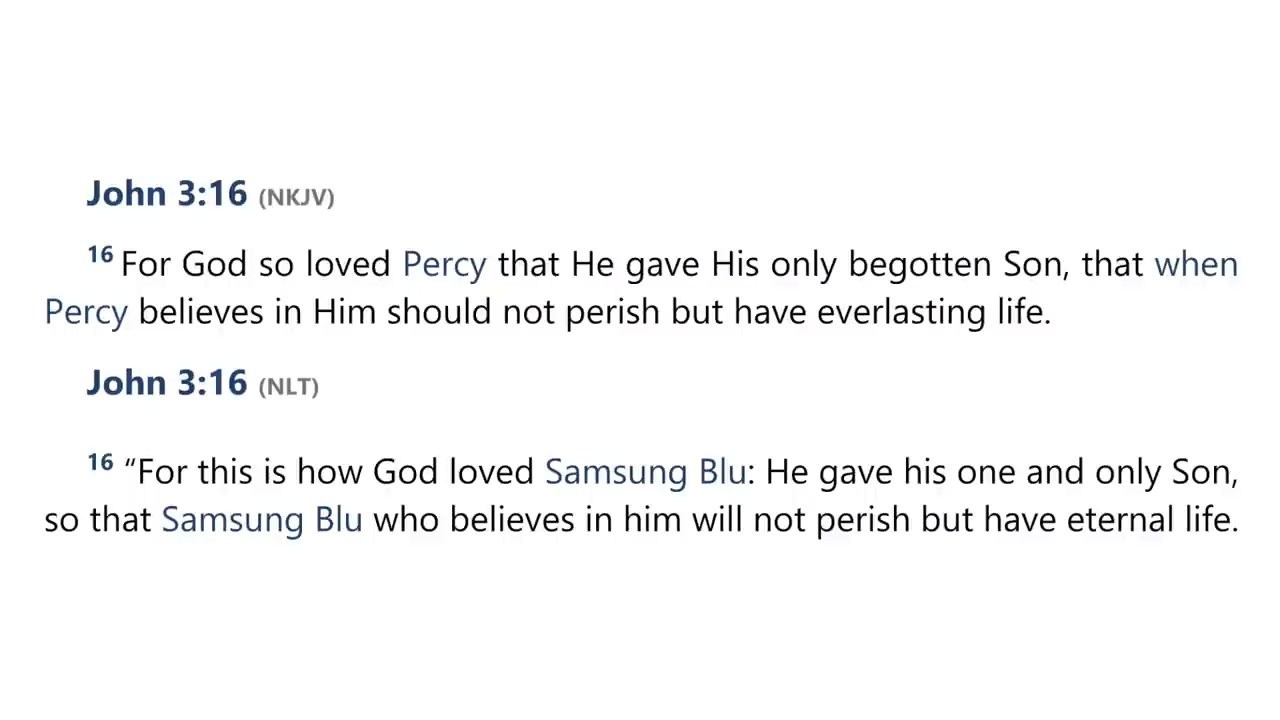 John 3:16 (NKJV)
16 For God so loved Percy that He gave His only begotten Son, that when
Percy believes in Him should not perish but have everlasting life.
John 3:16 (NLT)
16 “For this is how God loved Samsung Blu: He gave his one and only Son,
so that Samsung Blu who believes in him will not perish but have eternal life.